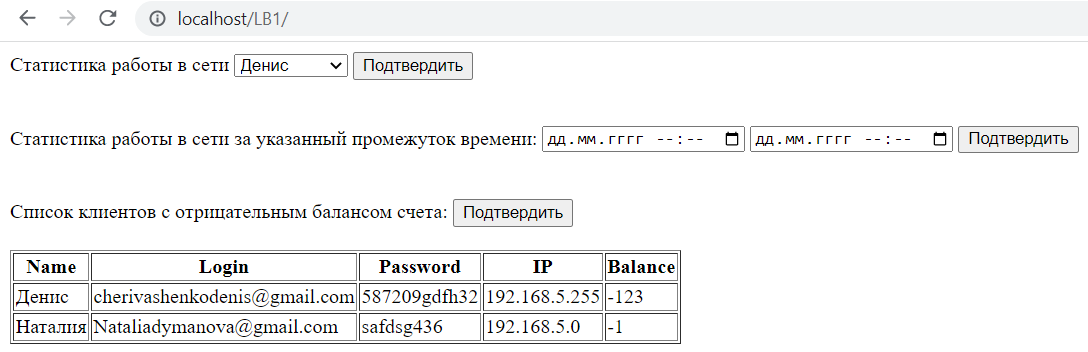 localhost/LB1/
Статистика работы в сети Денис Подтвердить
Статистика работы в сети за указанный промежуток времени: дд.мм.гггг --:-- дд.мм.гггг --:-- Подтвердить
Список клиентов с отрицательным балансом счета: Подтвердить
Name Login Password IP Balance
Денис cherivashenkodenis@gmail.com 587209gdfh32 192.168.5.255 -123
Наталия Nataliadymanova@gmail.com safdsg436 192.168.5.0 -1